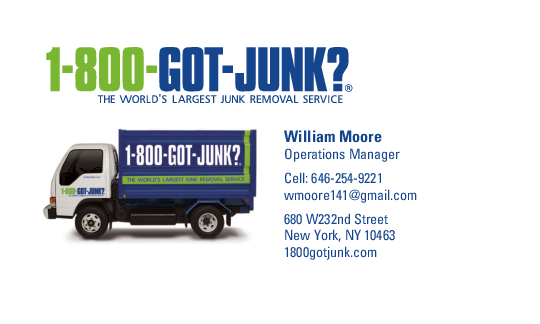 1-800-GOT-JUNK?®
THE WORLD'S LARGEST JUNK REMOVAL SERVICE
1-800-GOT-JUNK?
THE WORLD'S LARGEST JUNK REMOVAL SERVICE
1-800-GOT-JUNK?
William Moore
Operations Manager
Cell: 646-254-9221
wmoore141@gmail.com
680 W232nd Street
New York, NY 10463
1800gotjunk.com